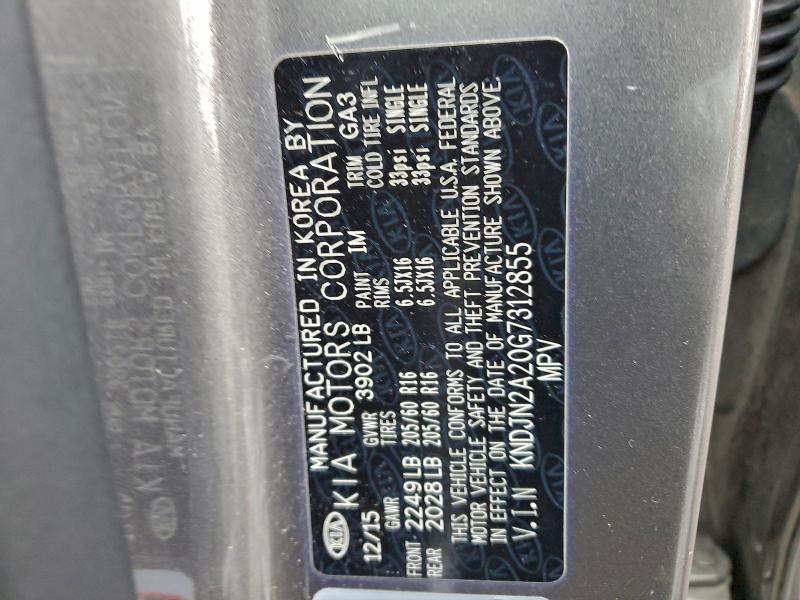 MANUFACTURED IN KOREA BY
KIA KIA MOTORS CORPORATION
12/15 GVWR 3902 LB PAINT IM TRIM GA3
GAWR TIRES RIMS COLD TIRE INFL
FRONT 2249 LB 205/60 R16 6.5JX16 33psi SINGLE
REAR 2028 LB 205/60 R16 6.5JX16 33psi SINGLE
THIS VEHICLE CONFORMS TO ALL APPLICABLE U.S.A. FEDERAL
MOTOR VEHICLE SAFETY AND THEFT PREVENTION STANDARDS
IN EFFECT ON THE DATE OF MANUFACTURE SHOWN ABOVE.
V.I.N KNDJN2A20G7312855
MPV